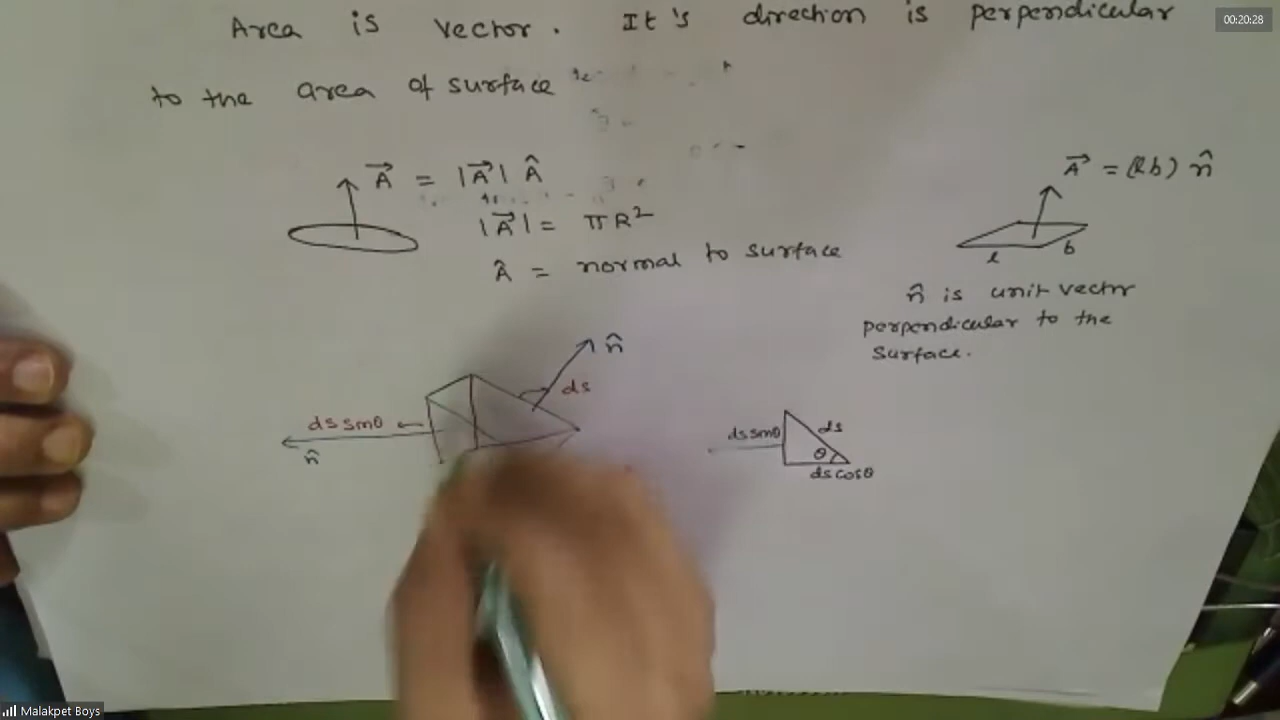 00:20:28
Area is vector. It's direction is perpendicular
to the area of surface
A⃗ = |A⃗| Â
|A⃗| = πR²
Â = normal to surface
A⃗ = (lb) n̂
l b
n̂ is unit vector
perpendicular to the
surface.
n̂
ds
ds sinθ
n̂
ds sinθ
ds
θ
ds cosθ
Malakpet Boys